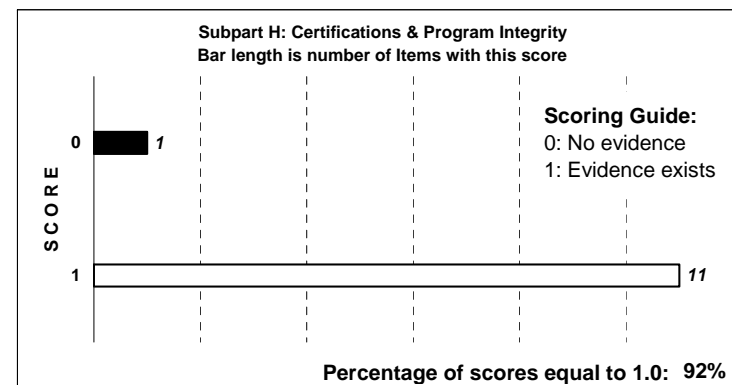 Subpart H: Certifications & Program Integrity
Bar length is number of Items with this score
Scoring Guide:
0: No evidence
1: Evidence exists
SCORE
0
1
1
11
Percentage of scores equal to 1.0: 92%